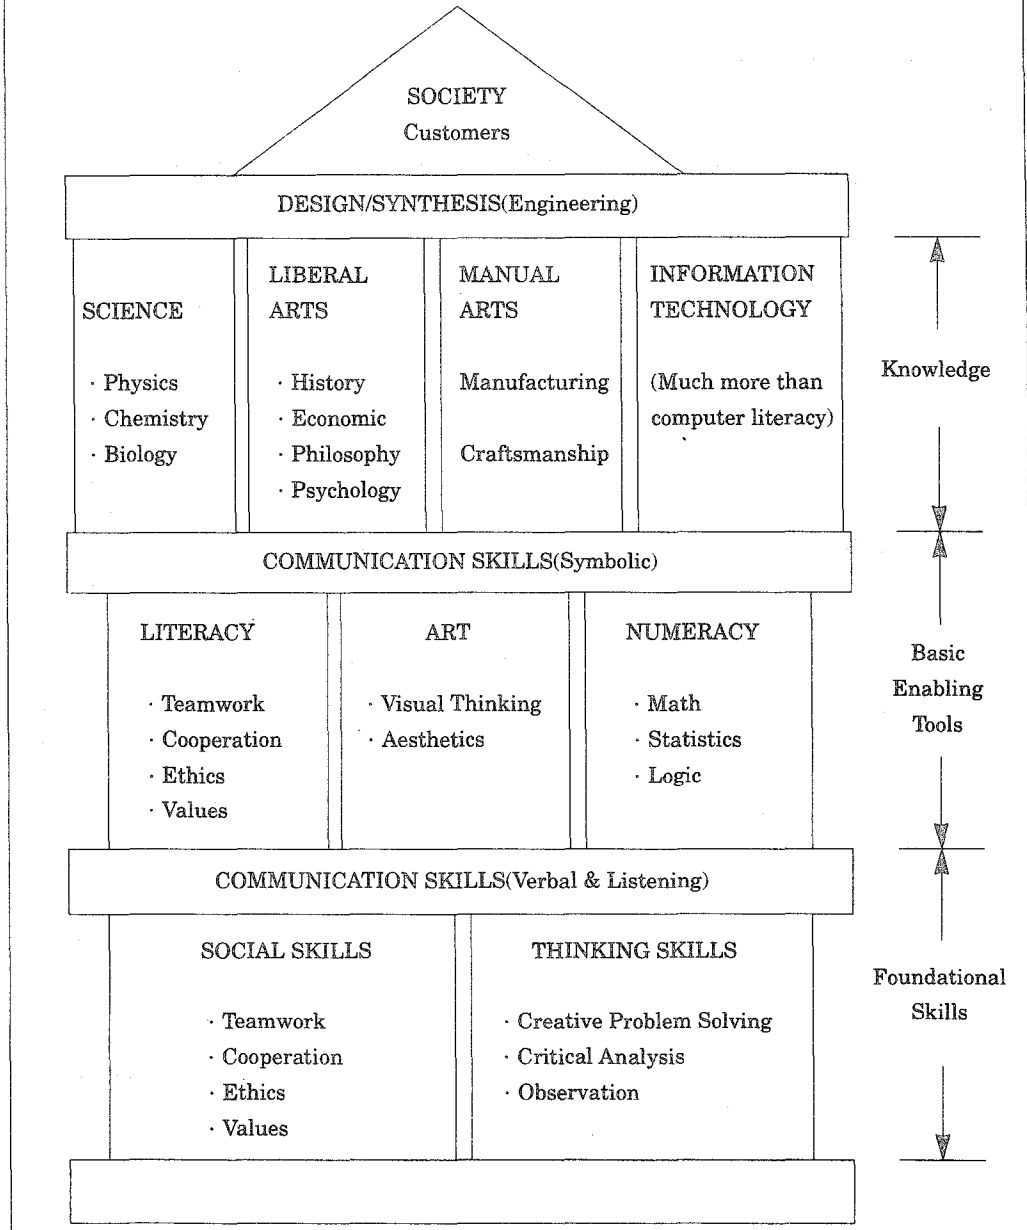 SOCIETY
Customers
DESIGN/SYNTHESIS(Engineering)
SCIENCE
· Physics
· Chemistry
· Biology
LIBERAL
ARTS
· History
· Economic
· Philosophy
· Psychology
MANUAL
ARTS
Manufacturing
Craftsmanship
INFORMATION
TECHNOLOGY
(Much more than
computer literacy)
Knowledge
COMMUNICATION SKILLS(Symbolic)
LITERACY
· Teamwork
· Cooperation
· Ethics
· Values
ART
· Visual Thinking
· Aesthetics
NUMERACY
· Math
· Statistics
· Logic
Basic
Enabling
Tools
COMMUNICATION SKILLS(Verbal & Listening)
SOCIAL SKILLS
· Teamwork
· Cooperation
· Ethics
· Values
THINKING SKILLS
· Creative Problem Solving
· Critical Analysis
· Observation
Foundational
Skills